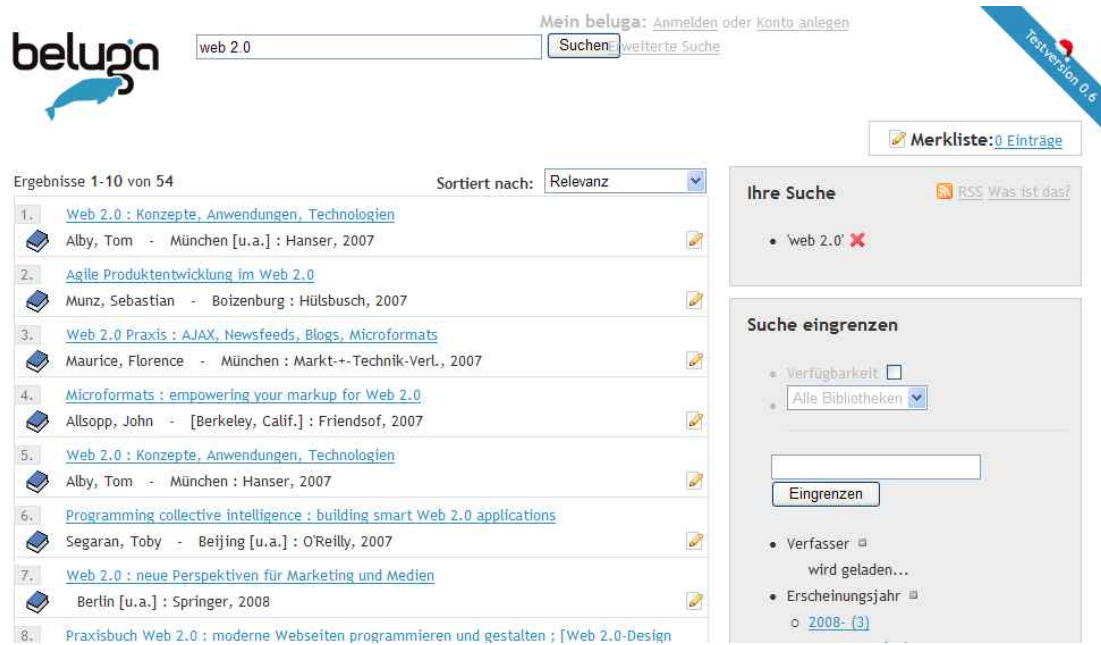 Mein beluga: Anmelden oder Konto anlegen
beluga
web 2.0
Suchen
Erweiterte Suche
Testversion 0.6
Merkliste: 0 Einträge
Ergebnisse 1-10 von 54
Sortiert nach: Relevanz
1. Web 2.0 : Konzepte, Anwendungen, Technologien
Alby, Tom - München [u.a.] : Hanser, 2007
2. Agile Produktentwicklung im Web 2.0
Munz, Sebastian - Boizenburg : Hülsbusch, 2007
3. Web 2.0 Praxis : AJAX, Newsfeeds, Blogs, Microformats
Maurice, Florence - München : Markt-+-Technik-Verl., 2007
4. Microformats : empowering your markup for Web 2.0
Allsopp, John - [Berkeley, Calif.] : Friendsof, 2007
5. Web 2.0 : Konzepte, Anwendungen, Technologien
Alby, Tom - München : Hanser, 2007
6. Programming collective intelligence : building smart Web 2.0 applications
Segaran, Toby - Beijing [u.a.] : O'Reilly, 2007
7. Web 2.0 : neue Perspektiven für Marketing und Medien
Berlin [u.a.] : Springer, 2008
8. Praxisbuch Web 2.0 : moderne Webseiten programmieren und gestalten ; [Web 2.0-Design
Ihre Suche
RSS Was ist das?
• 'web 2.0'
Suche eingrenzen
• Verfügbarkeit
• Alle Bibliotheken
Eingrenzen
• Verfasser
wird geladen...
• Erscheinungsjahr
o 2008- (3)